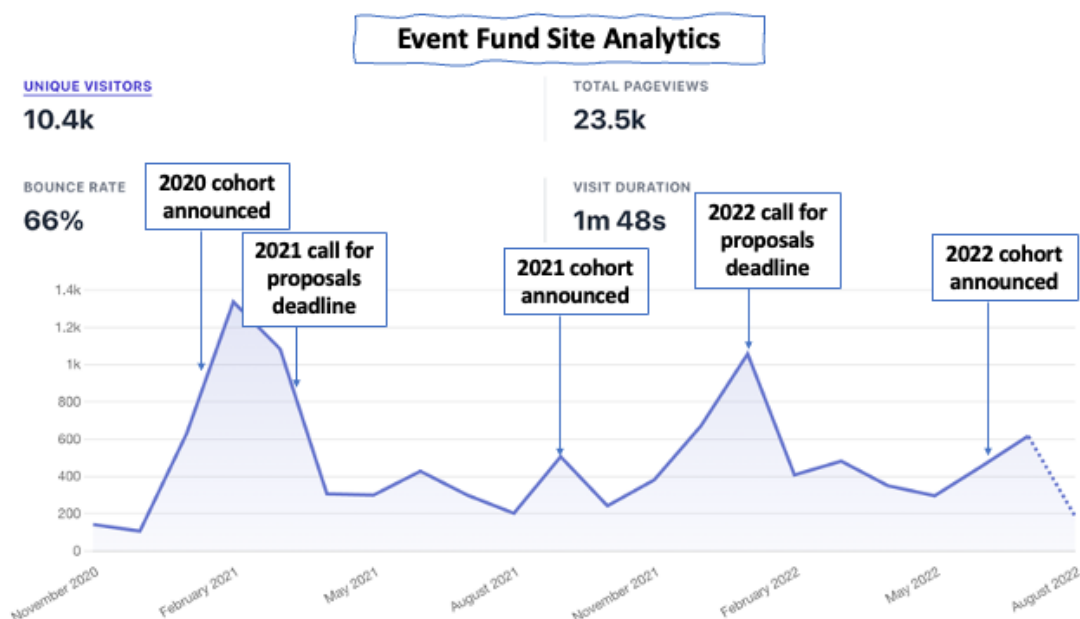 Event Fund Site Analytics
UNIQUE VISITORS
10.4k
TOTAL PAGEVIEWS
23.5k
BOUNCE RATE
66%
VISIT DURATION
1m 48s
2020 cohort
announced
2021 call for
proposals
deadline
2021 cohort
announced
2022 call for
proposals
deadline
2022 cohort
announced
1.4k
1.2k
1k
800
600
400
200
0
November 2020
February 2021
May 2021
August 2021
November 2021
February 2022
May 2022
August 2022